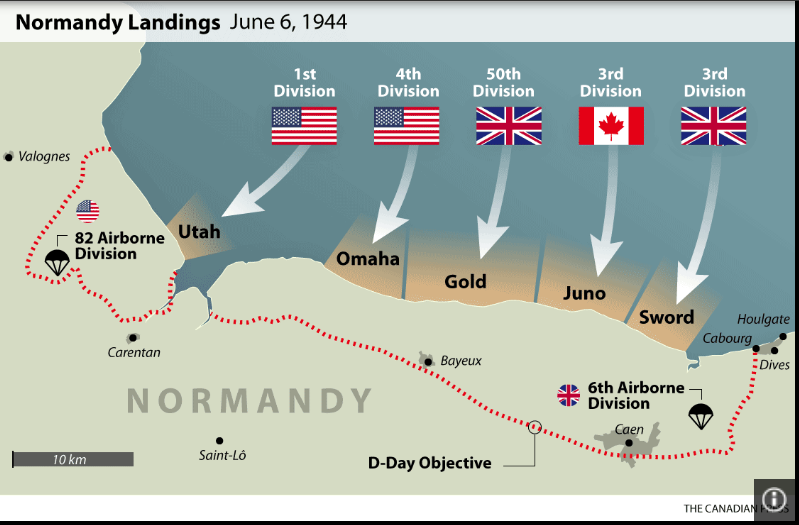 Normandy Landings June 6, 1944
1st
Division
4th
Division
50th
Division
3rd
Division
3rd
Division
Valognes
82 Airborne
Division
Utah
Omaha
Gold
Juno
Sword
Houlgate
Cabourg
Dives
Carentan
Bayeux
NORMANDY
6th Airborne
Division
Caen
Saint-Lô
D-Day Objective
10 km
THE CANADIAN